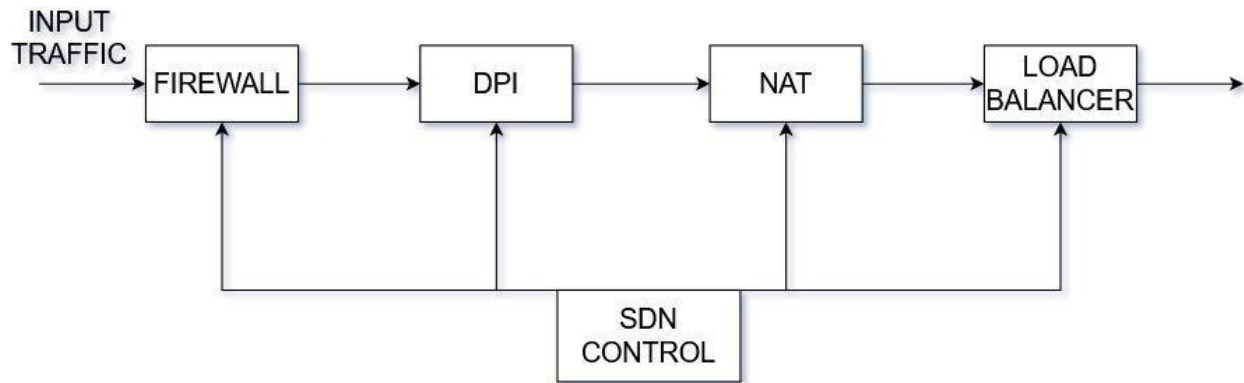 INPUT
TRAFFIC
FIREWALL
DPI
NAT
LOAD
BALANCER
SDN
CONTROL